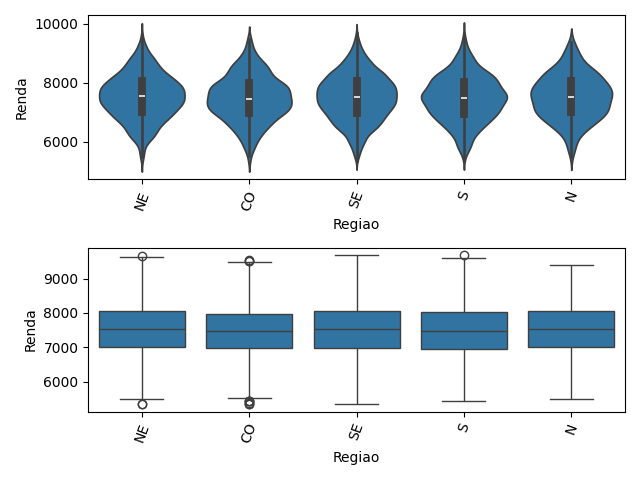 10000
8000
6000
Renda
NE CO SE S N
Regiao
9000
8000
7000
6000
Renda
NE CO SE S N
Regiao